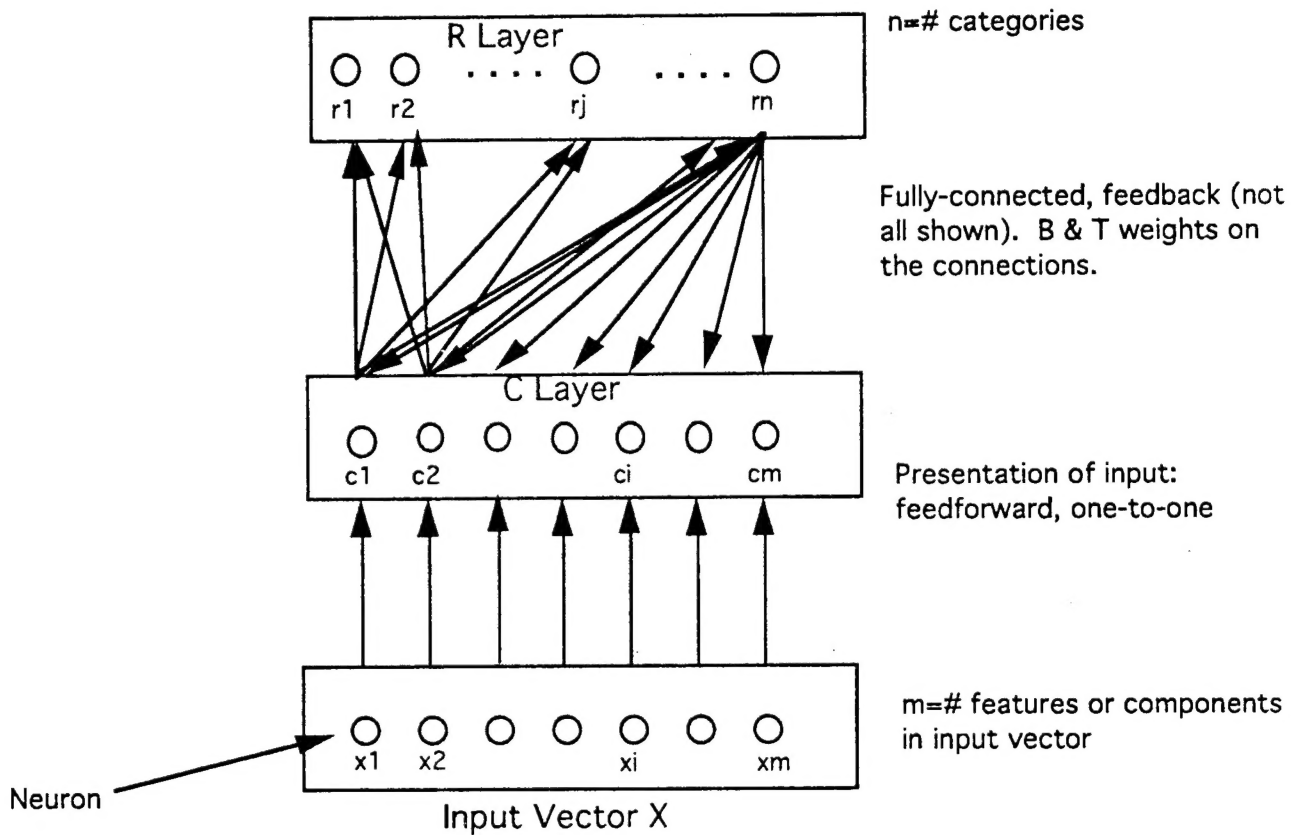 R Layer
n=# categories
r1 r2 . . . . rj . . . . rn
Fully-connected, feedback (not
all shown). B & T weights on
the connections.
C Layer
c1 c2 ci cm
Presentation of input:
feedforward, one-to-one
x1 x2 xi xm
m=# features or components
in input vector
Neuron
Input Vector X